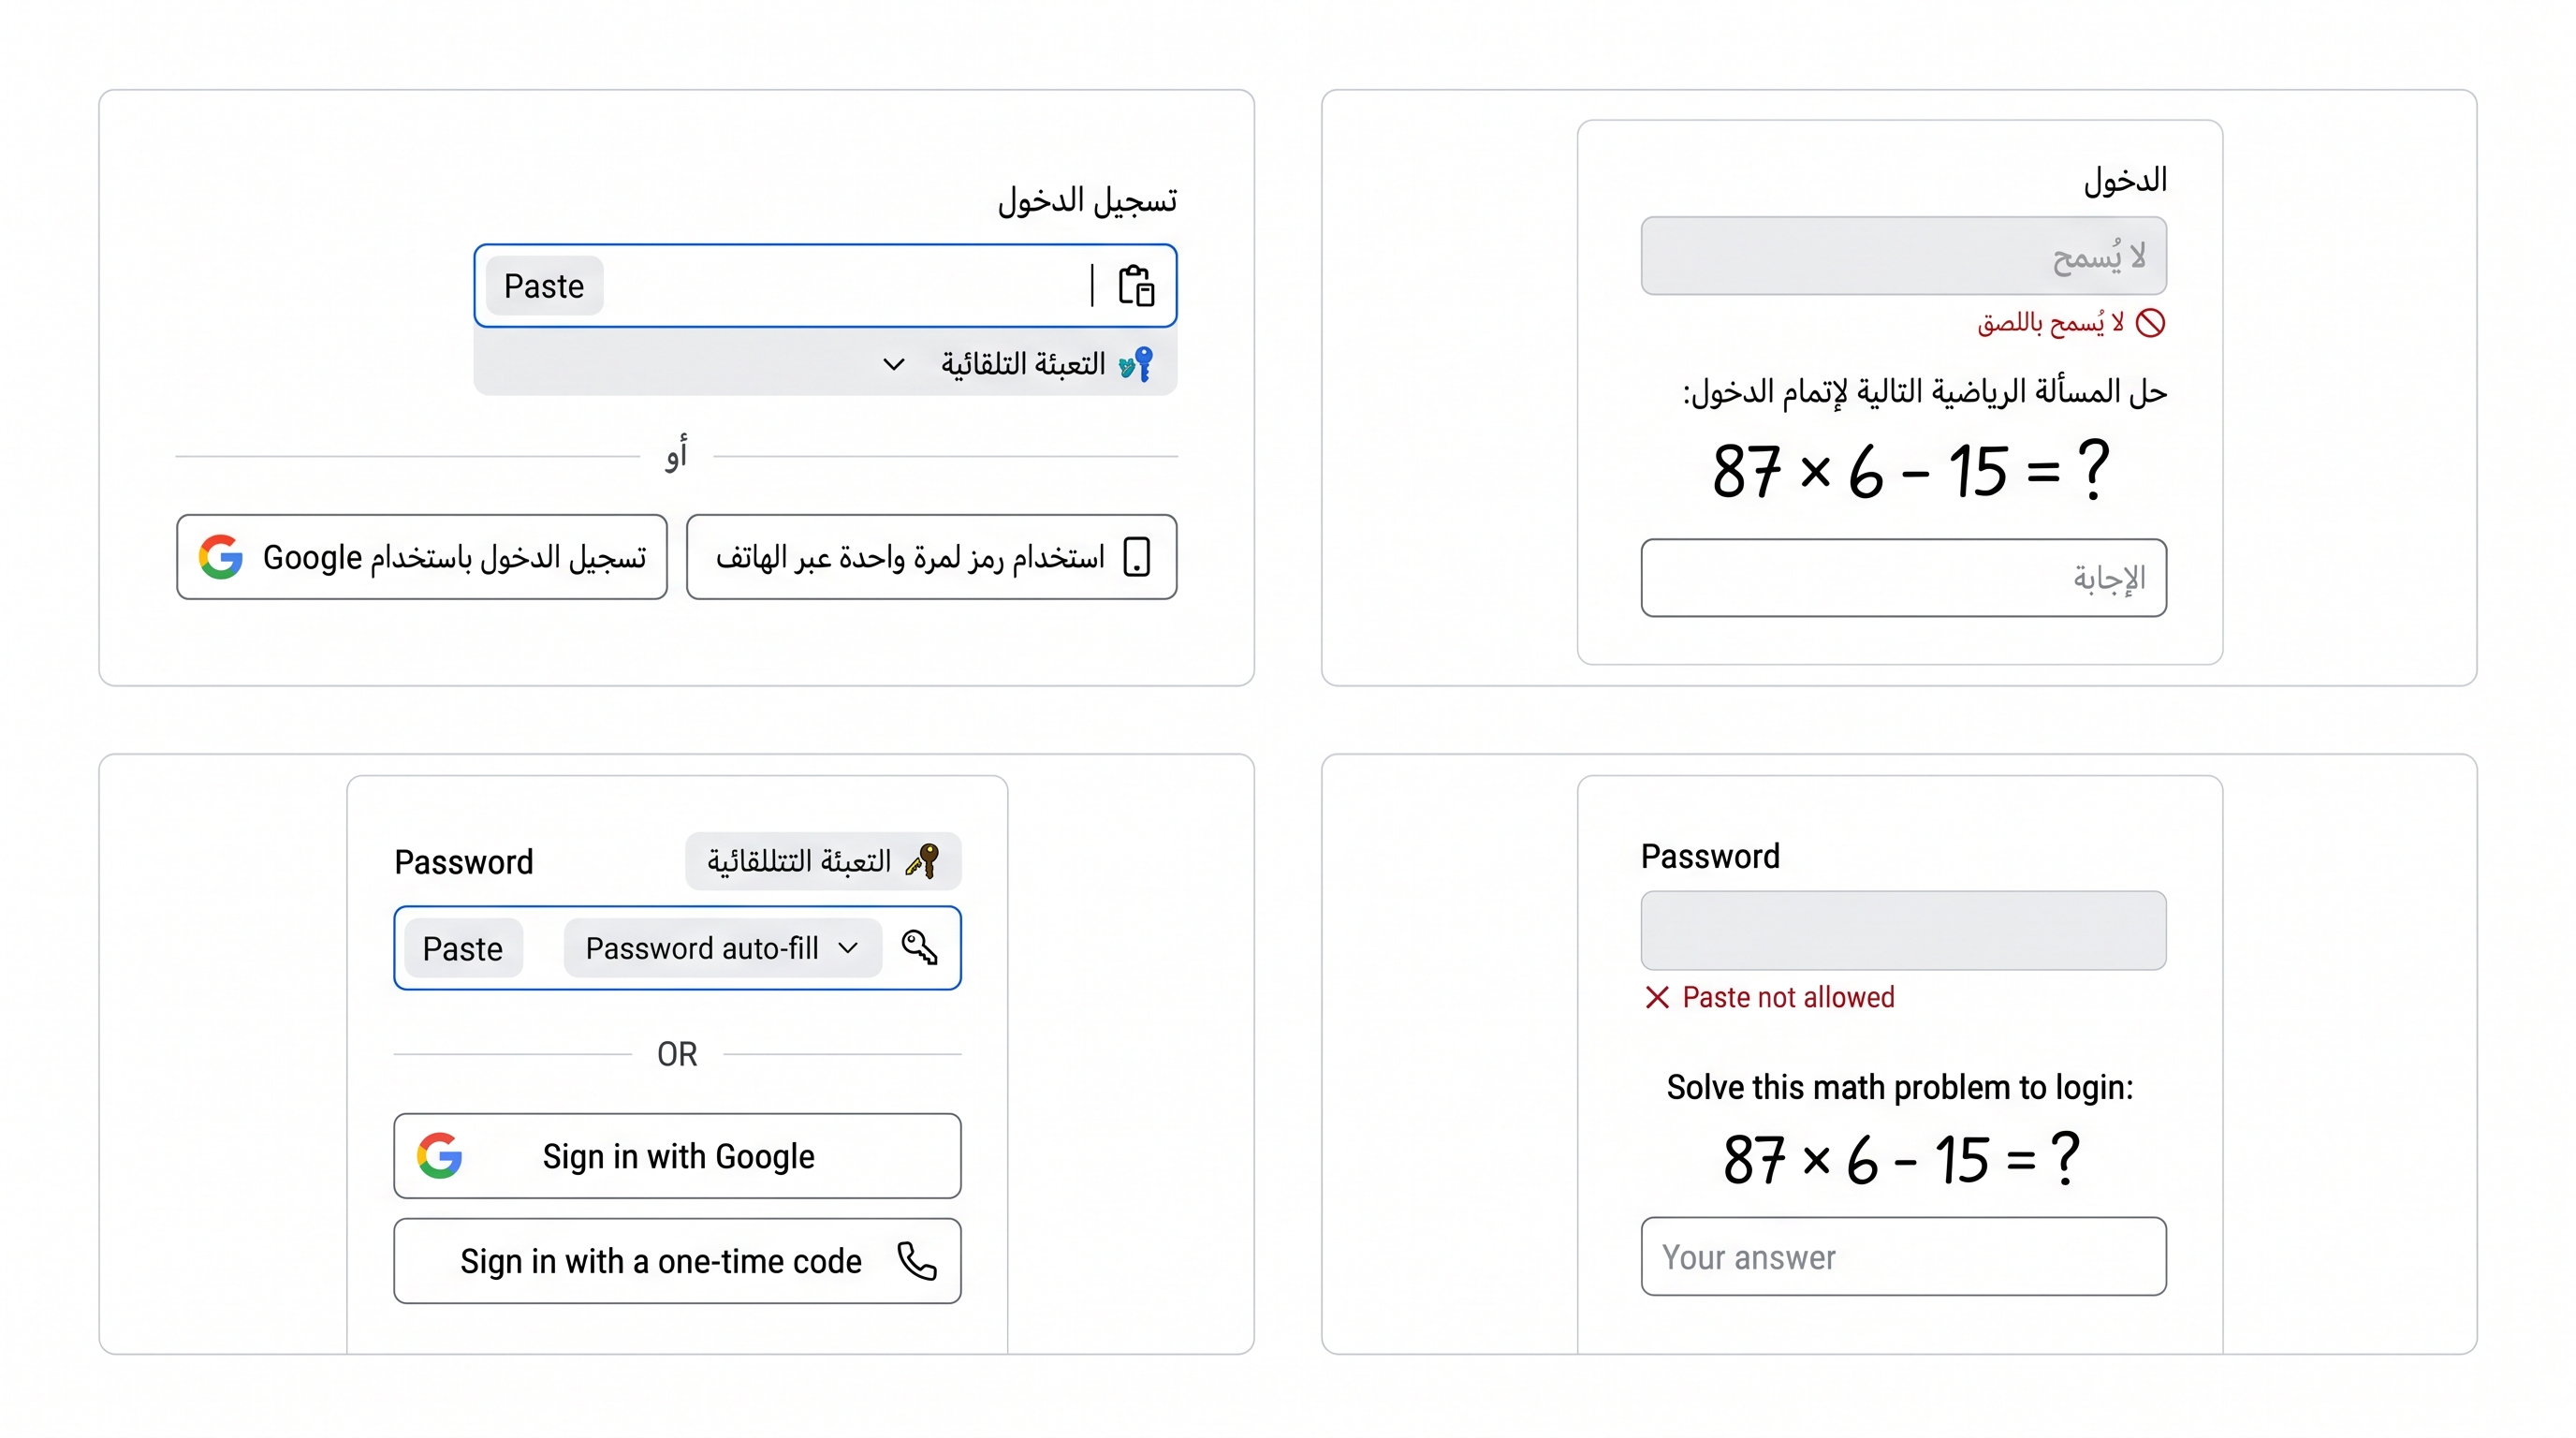 تسجيل الدخول
Paste
التعبئة التلقائية
أو
استخدام رمز لمرة واحدة عبر الهاتف
تسجيل الدخول باستخدام Google
الدخول
لا يُسمح
لا يُسمح باللصق
حل المسألة الرياضية التالية لإتمام الدخول:
87 × 6 – 15 = ?
الإجابة
Password
التعبئة التتللقائية
Paste
Password auto-fill
OR
Sign in with Google
Sign in with a one-time code
Password
Paste not allowed
Solve this math problem to login:
87 × 6 – 15 = ?
Your answer